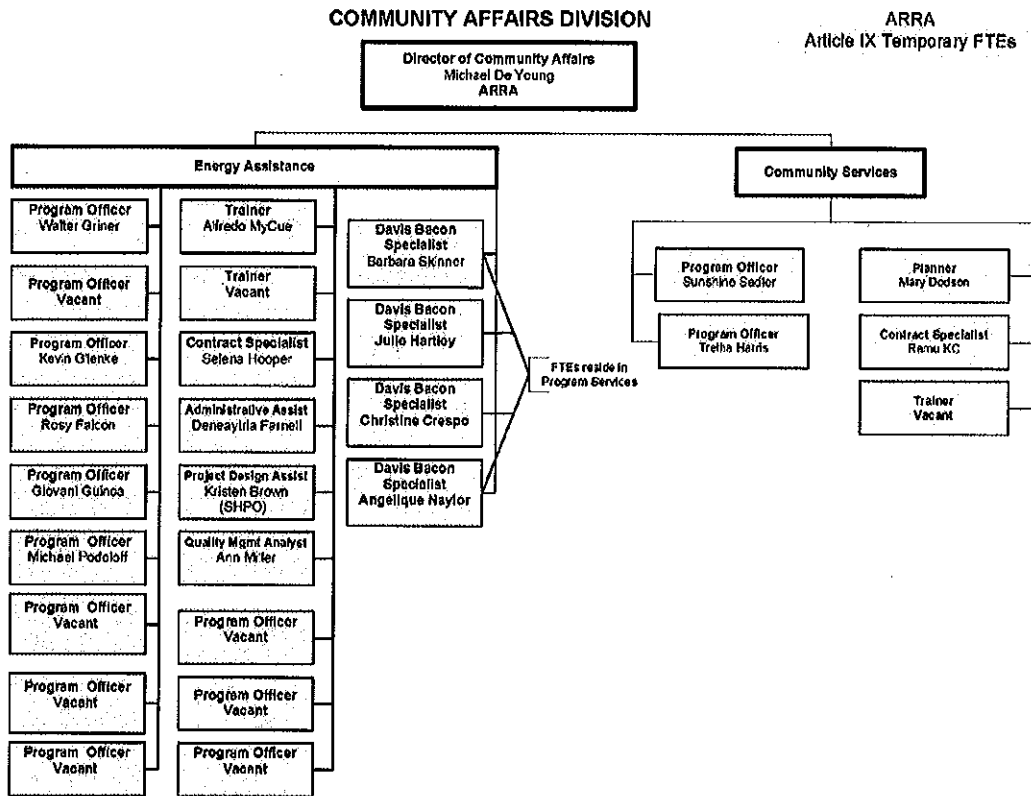 COMMUNITY AFFAIRS DIVISION
ARRA
Article IX Temporary FTEs
Director of Community Affairs
Michael De Young
ARRA
Energy Assistance
Community Services
Program Officer
Walter Griner
Program Officer
Vacant
Program Officer
Kevin Glenke
Program Officer
Rosy Falcon
Program Officer
Giovani Guinoa
Program Officer
Michael Podoloff
Program Officer
Vacant
Program Officer
Vacant
Program Officer
Vacant
Trainer
Alfredo MyCue
Trainer
Vacant
Contract Specialist
Selena Hooper
Administrative Assist
Farnell
Project Design Assist
Kristen Brown
(SHPO)
Quality Mgmt Analyst
Ann Miller
Program Officer
Vacant
Program Officer
Vacant
Program Officer
Vacant
Davis Bacon
Specialist
Barbara Skinner
Davis Bacon
Specialist
Julie Hartley
Davis Bacon
Specialist
Christine Crespo
Davis Bacon
Specialist
Angelique Naylor
FTEs reside in
Program Services
Program Officer
Sunshine Sadler
Program Officer
Harris
Planner
Mary Dodson
Contract Specialist
Ramu KC
Trainer
Vacant